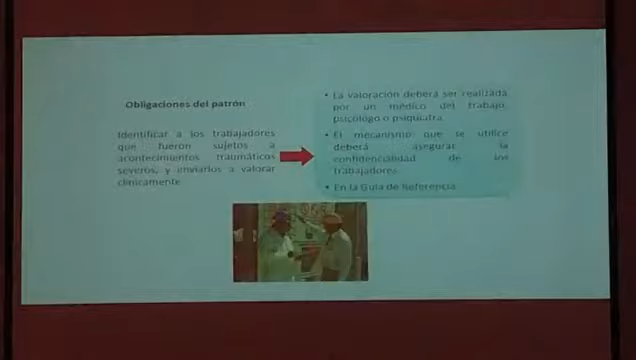 Obligaciones del patrón
Identificar a los trabajadores
que fueron sujetos a
acontecimientos traumáticos
severos, y enviarlos a valorar
clínicamente
• La valoración deberá ser realizada
por un médico del trabajo,
psicólogo o psiquiatra
• El mecanismo que se utilice
deberá asegurar la
confidencialidad de los
trabajadores
• En la Guía de Referencia